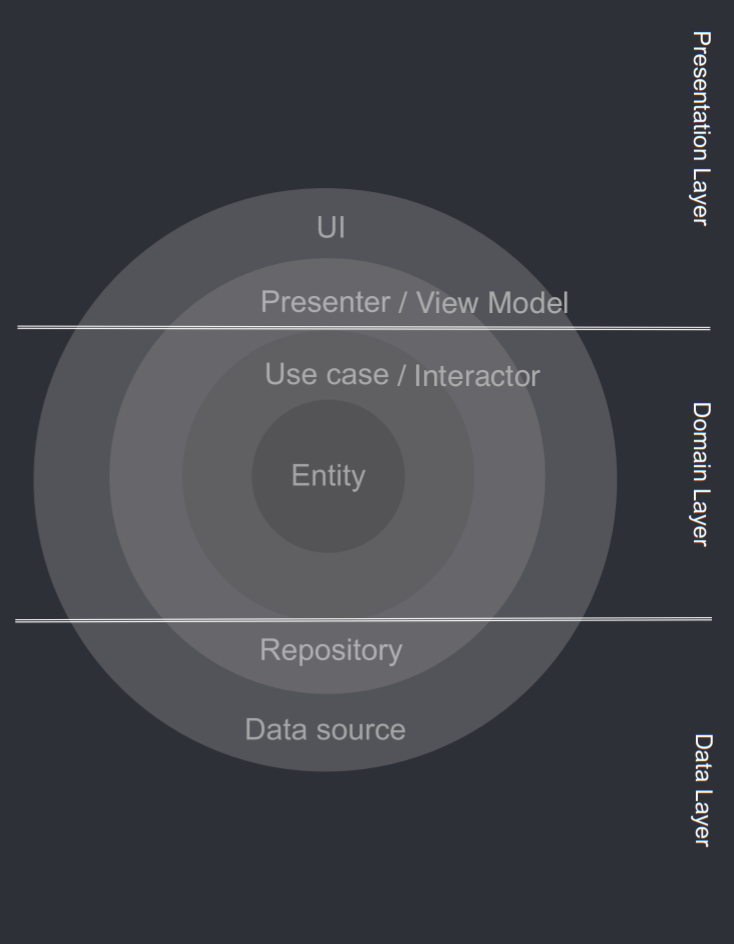 Presentation Layer
UI
Presenter / View Model
Use case / Interactor
Entity
Domain Layer
Repository
Data source
Data Layer